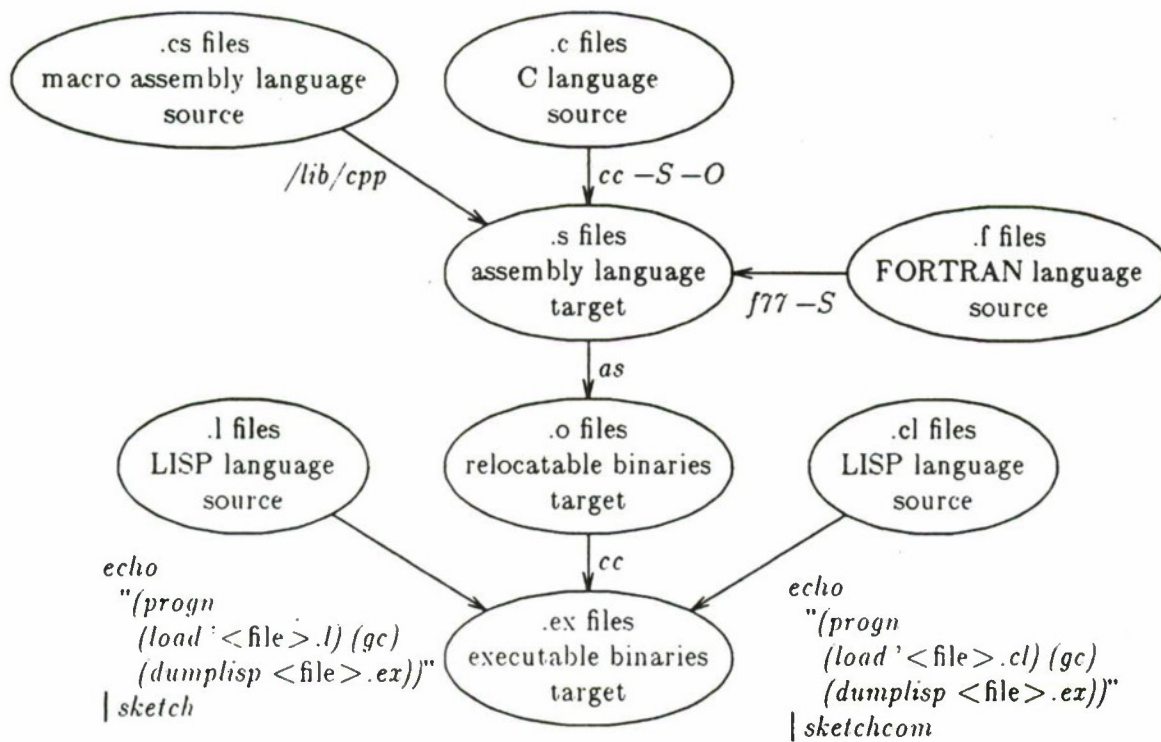 .cs files
macro assembly language
source
.c files
C language
source
/lib/cpp
cc –S –O
.s files
assembly language
target
.f files
FORTRAN language
source
f77 –S
as
.l files
LISP language
source
.o files
relocatable binaries
target
.cl files
LISP language
source
cc
echo
"(progn
(load '<file>.l) (gc)
(dumplisp <file>.ex))"
| sketch
.ex files
executable binaries
target
echo
"(progn
(load '<file>.cl) (gc)
(dumplisp <file>.ex))"
| sketchcom